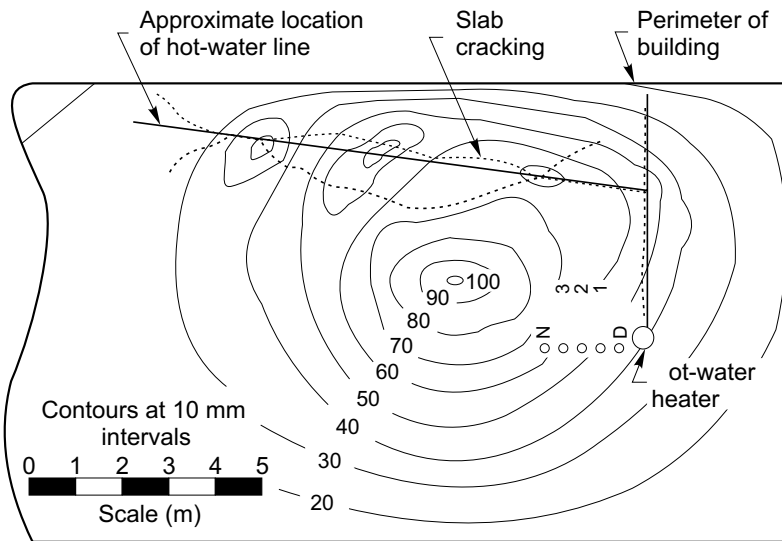 Approximate location
of hot-water line
Slab
cracking
Perimeter of
building
100
90
80
70
60
50
40
30
20
3 2 1
N D
ot-water
heater
Contours at 10 mm
intervals
0 1 2 3 4 5
Scale (m)